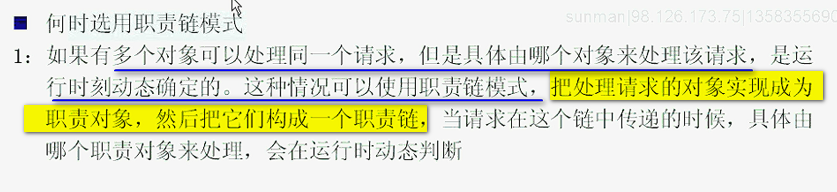 何时选用职责链模式
sunman|98.126.173.75|1358355690
1：如果有多个对象可以处理同一个请求，但是具体由哪个对象来处理该请求，是运
行时刻动态确定的。这种情况可以使用职责链模式，把处理请求的对象实现成为
职责对象，然后把它们构成一个职责链，当请求在这个链中传递的时候，具体由
哪个职责对象来处理，会在运行时动态判断